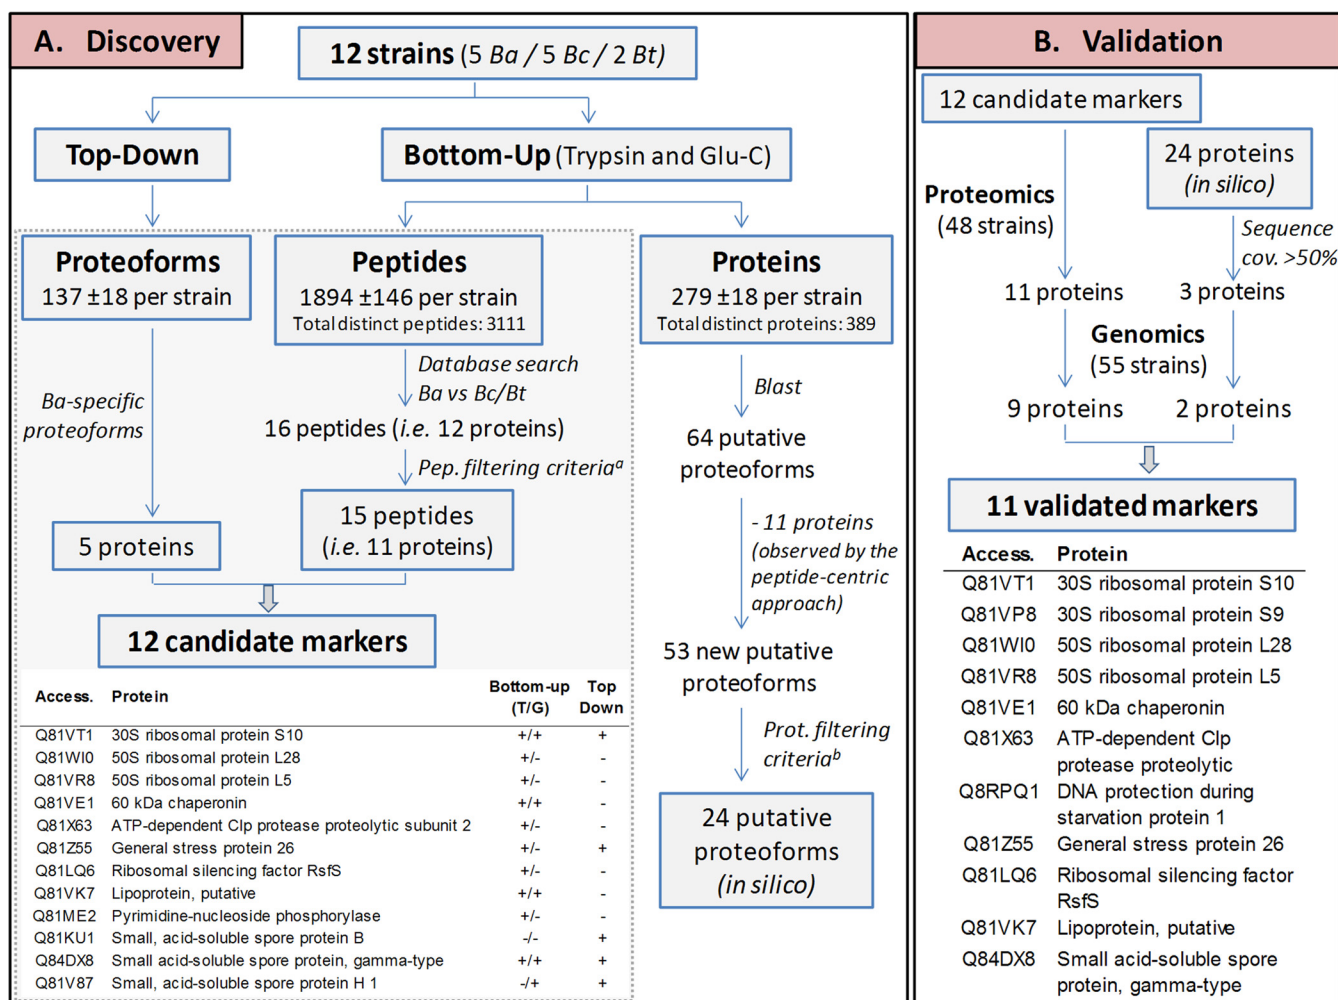 A. Discovery
12 strains (5 Ba / 5 Bc / 2 Bt)
Top-Down
Bottom-Up (Trypsin and Glu-C)
Proteoforms
137 ±18 per strain
Peptides
1894 ±146 per strain
Total distinct peptides: 3111
Proteins
279 ±18 per strain
Total distinct proteins: 389
Ba-specific
proteoforms
Database search
Ba vs Bc/Bt
16 peptides (i.e. 12 proteins)
Pep. filtering criteriaᵃ
5 proteins
15 peptides
(i.e. 11 proteins)
12 candidate markers
Access. Protein Bottom-up (T/G) Top Down
Q81VT1 30S ribosomal protein S10 +/+ +
Q81WI0 50S ribosomal protein L28 +/- -
Q81VR8 50S ribosomal protein L5 +/- -
Q81VE1 60 kDa chaperonin +/+ -
Q81X63 ATP-dependent Clp protease proteolytic subunit 2 +/- -
Q81Z55 General stress protein 26 +/- +
Q81LQ6 Ribosomal silencing factor RsfS +/- -
Q81VK7 Lipoprotein, putative +/+ -
Q81ME2 Pyrimidine-nucleoside phosphorylase +/- -
Q81KU1 Small, acid-soluble spore protein B -/- +
Q84DX8 Small acid-soluble spore protein, gamma-type +/+ +
Q81V87 Small, acid-soluble spore protein H 1 -/+ +
Blast
64 putative
proteoforms
- 11 proteins
(observed by the
peptide-centric
approach)
53 new putative
proteoforms
Prot. filtering
criteriaᵇ
24 putative
proteoforms
(in silico)
B. Validation
12 candidate markers
24 proteins
(in silico)
Proteomics
(48 strains)
Sequence
cov. >50%
11 proteins
3 proteins
Genomics
(55 strains)
9 proteins
2 proteins
11 validated markers
Access. Protein
Q81VT1 30S ribosomal protein S10
Q81VP8 30S ribosomal protein S9
Q81WI0 50S ribosomal protein L28
Q81VR8 50S ribosomal protein L5
Q81VE1 60 kDa chaperonin
Q81X63 ATP-dependent Clp
protease proteolytic
Q8RPQ1 DNA protection during
starvation protein 1
Q81Z55 General stress protein 26
Q81LQ6 Ribosomal silencing factor
RsfS
Q81VK7 Lipoprotein, putative
Q84DX8 Small acid-soluble spore
protein, gamma-type